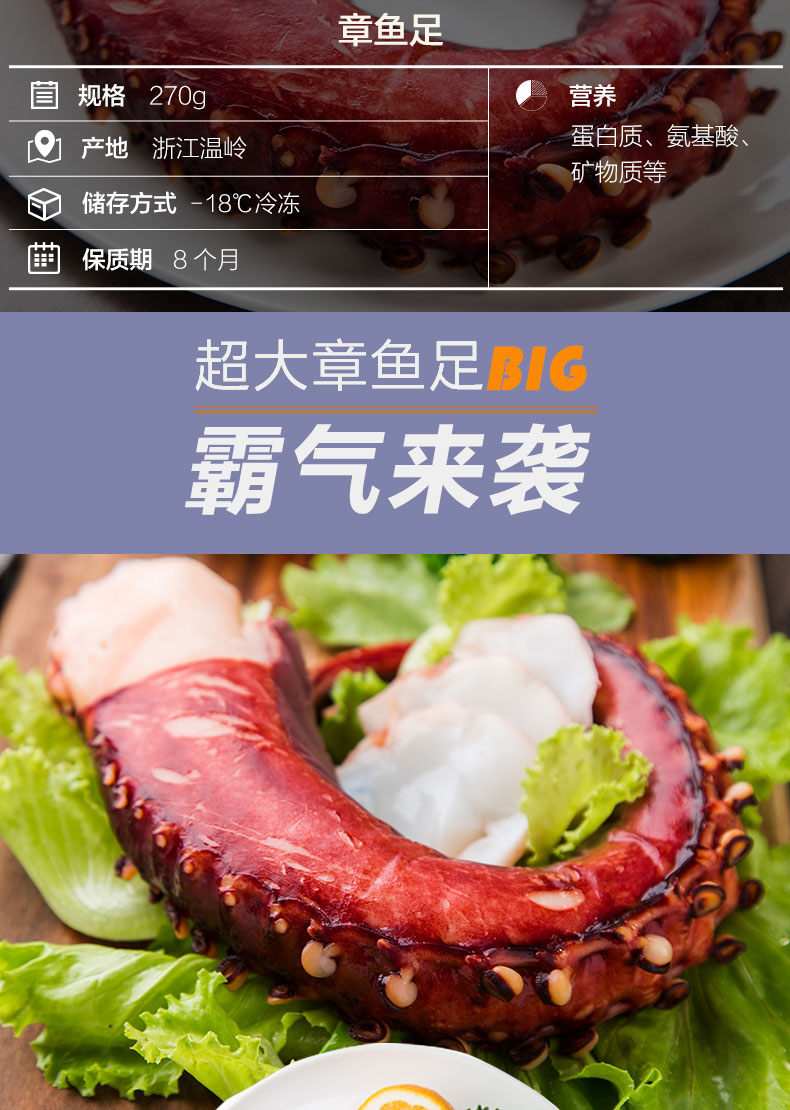 章鱼足
规格 270g
产地 浙江温岭
储存方式 -18℃冷冻
保质期 8个月
营养
蛋白质、氨基酸、
矿物质等
超大章鱼足BIG
霸气来袭